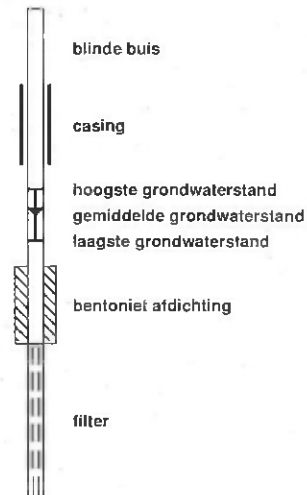 blinde buis
casing
hoogste grondwaterstand
gemiddelde grondwaterstand
laagste grondwaterstand
bentoniet afdichting
filter